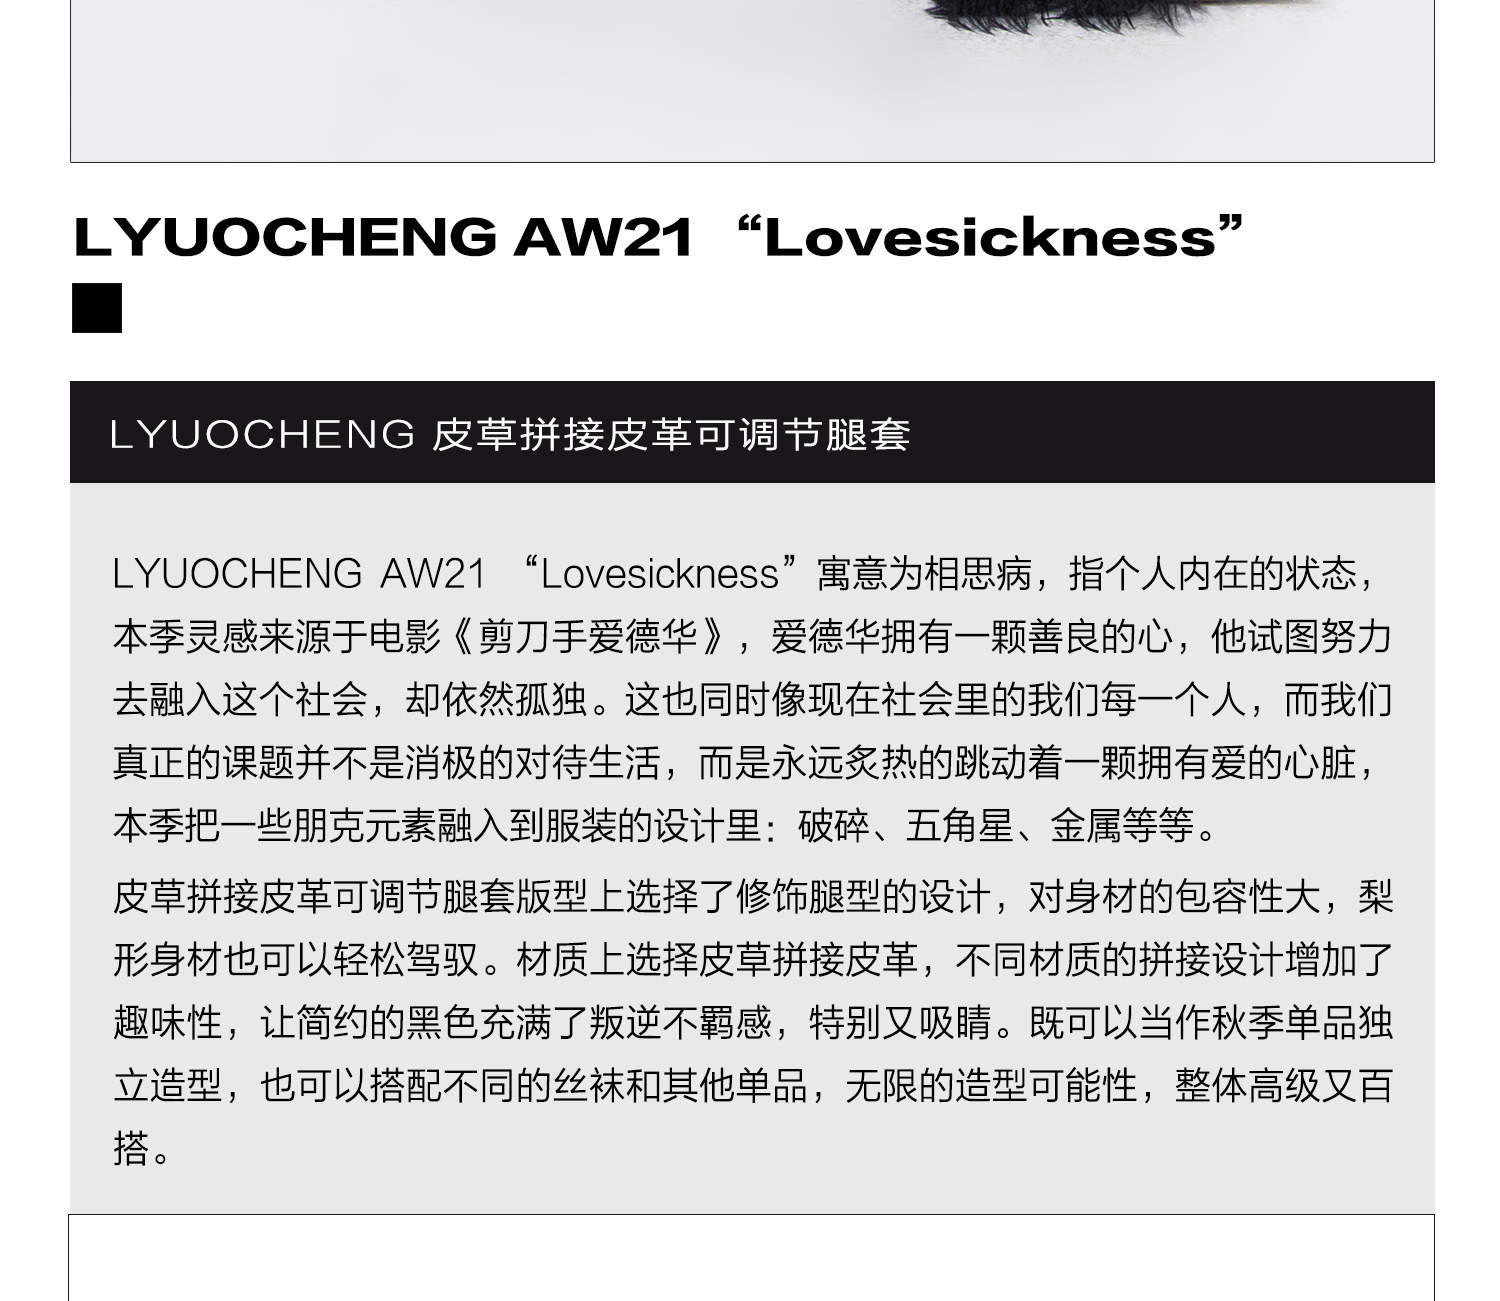 LYUOCHENG AW21 “Lovesickness”
LYUOCHENG 皮草拼接皮革可调节腿套
LYUOCHENG AW21 “Lovesickness”寓意为相思病，指个人内在的状态，
本季灵感来源于电影《剪刀手爱德华》，爱德华拥有一颗善良的心，他试图努力
去融入这个社会，却依然孤独。这也同时像现在社会里的我们每一个人，而我们
真正的课题并不是消极的对待生活，而是永远炙热的跳动着一颗拥有爱的心脏，
本季把一些朋克元素融入到服装的设计里：破碎、五角星、金属等等。
皮草拼接皮革可调节腿套版型上选择了修饰腿型的设计，对身材的包容性大，梨
形身材也可以轻松驾驭。材质上选择皮草拼接皮革，不同材质的拼接设计增加了
趣味性，让简约的黑色充满了叛逆不羁感，特别又吸睛。既可以当作秋季单品独
立造型，也可以搭配不同的丝袜和其他单品，无限的造型可能性，整体高级又百
搭。